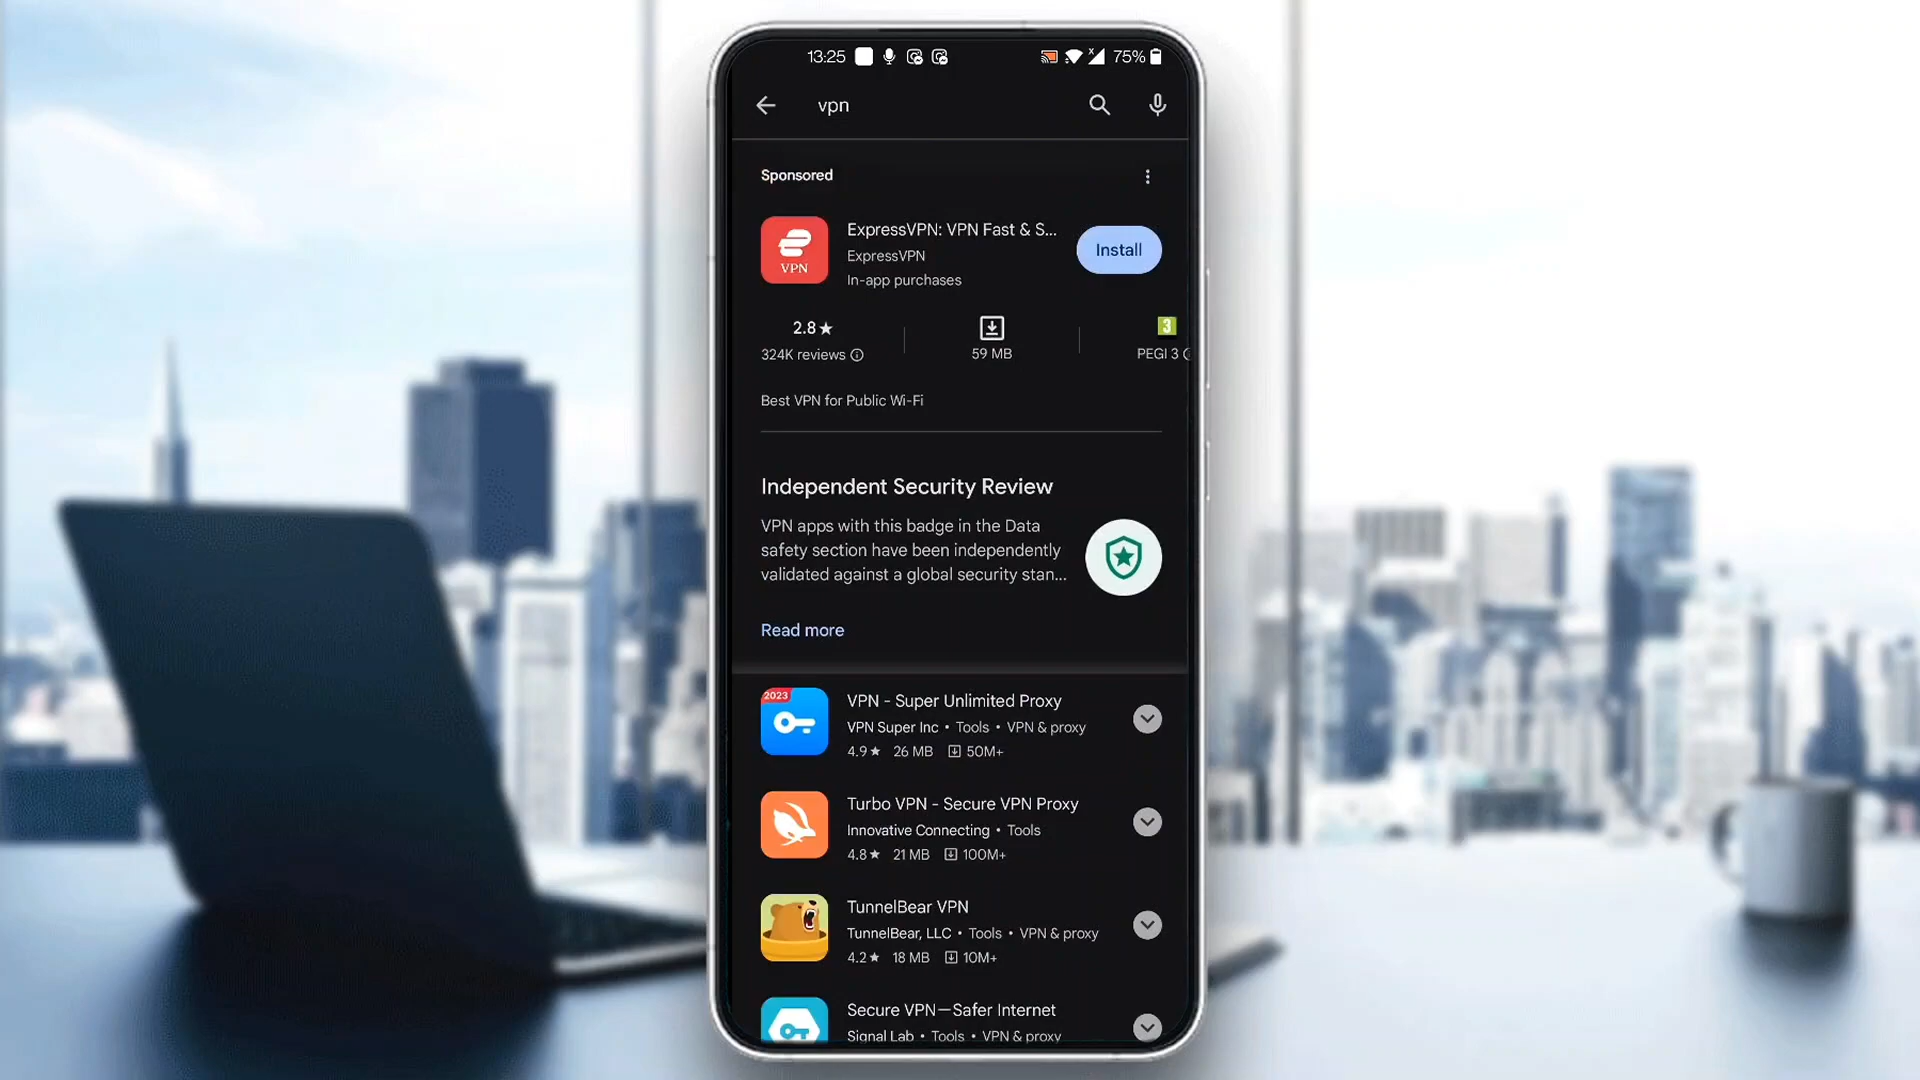 13:25
75%
vpn
Sponsored
ExpressVPN: VPN Fast & S...
ExpressVPN
In-app purchases
Install
VPN
2.8★
324K reviews
59 MB
3
PEGI 3
Best VPN for Public Wi-Fi
Independent Security Review
VPN apps with this badge in the Data
safety section have been independently
validated against a global security stan...
Read more
2023
VPN - Super Unlimited Proxy
VPN Super Inc • Tools • VPN & proxy
4.9★ 26 MB 50M+
Turbo VPN - Secure VPN Proxy
Innovative Connecting • Tools
4.8★ 21 MB 100M+
TunnelBear VPN
TunnelBear, LLC • Tools • VPN & proxy
4.2★ 18 MB 10M+
Secure VPN—Safer Internet
Signal Lab • Tools • VPN & proxy